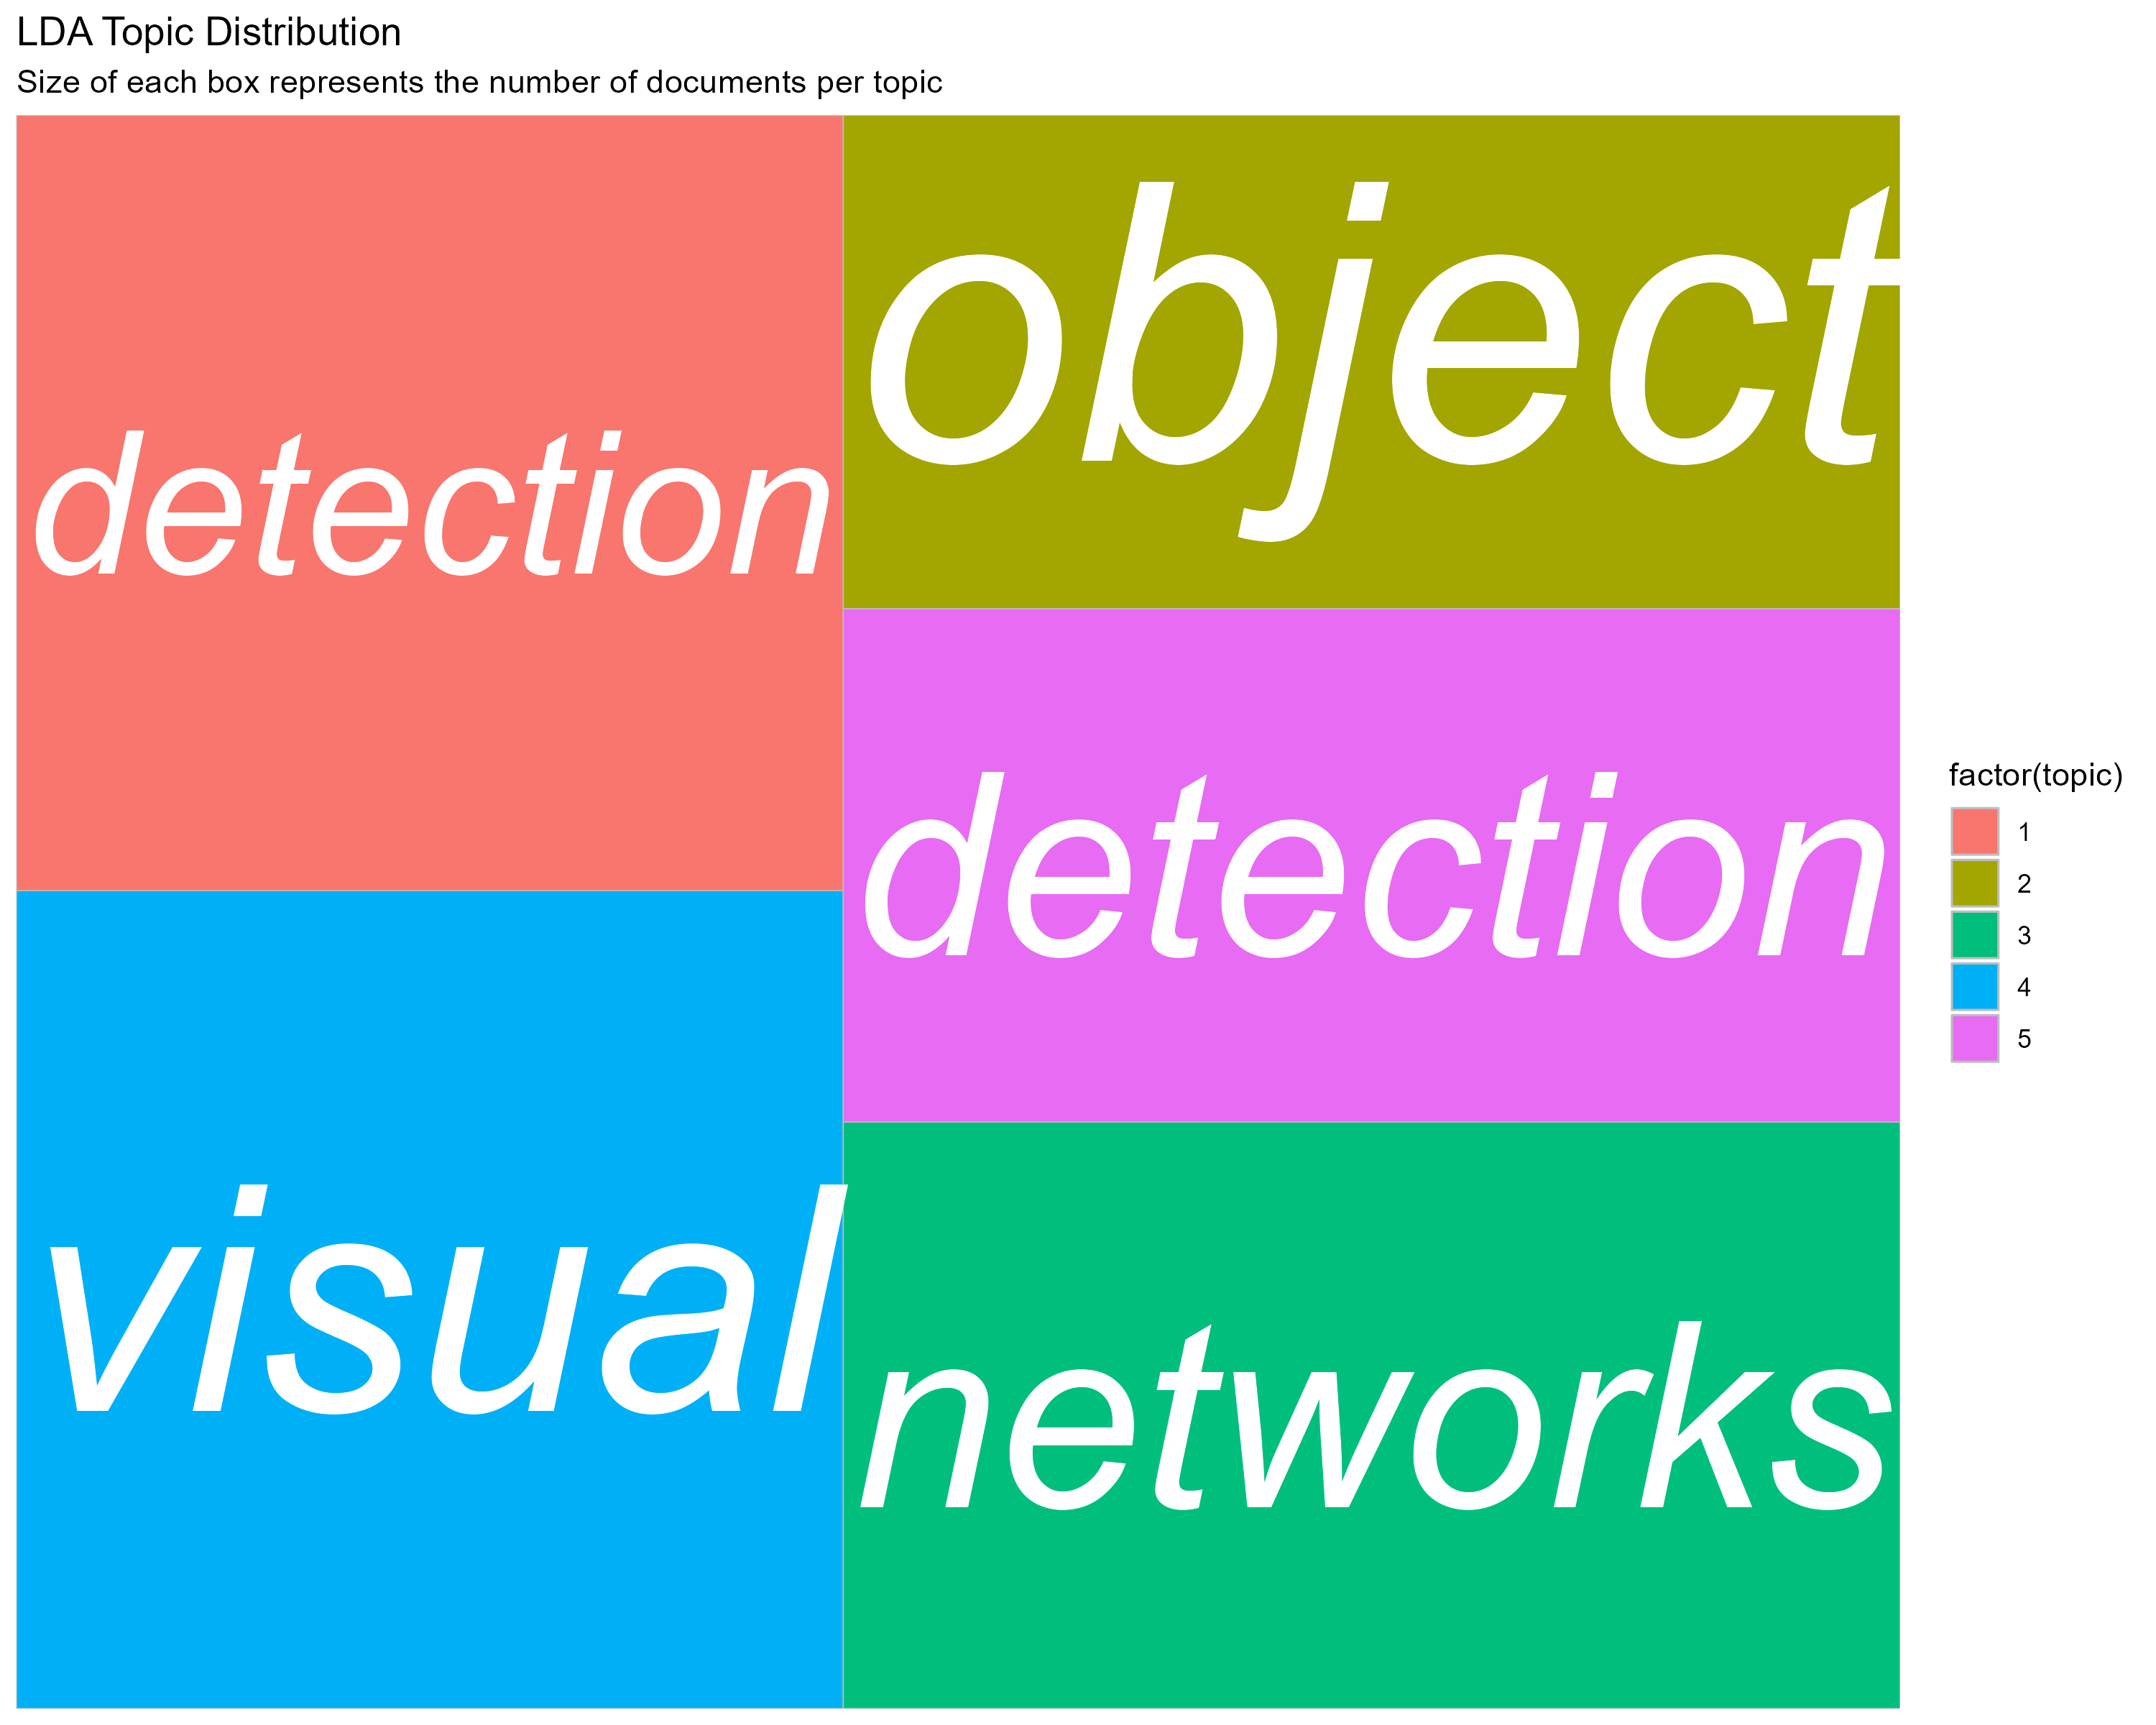 LDA Topic Distribution
Size of each box represents the number of documents per topic
detection
object
detection
visual
networks
factor(topic)
1
2
3
4
5